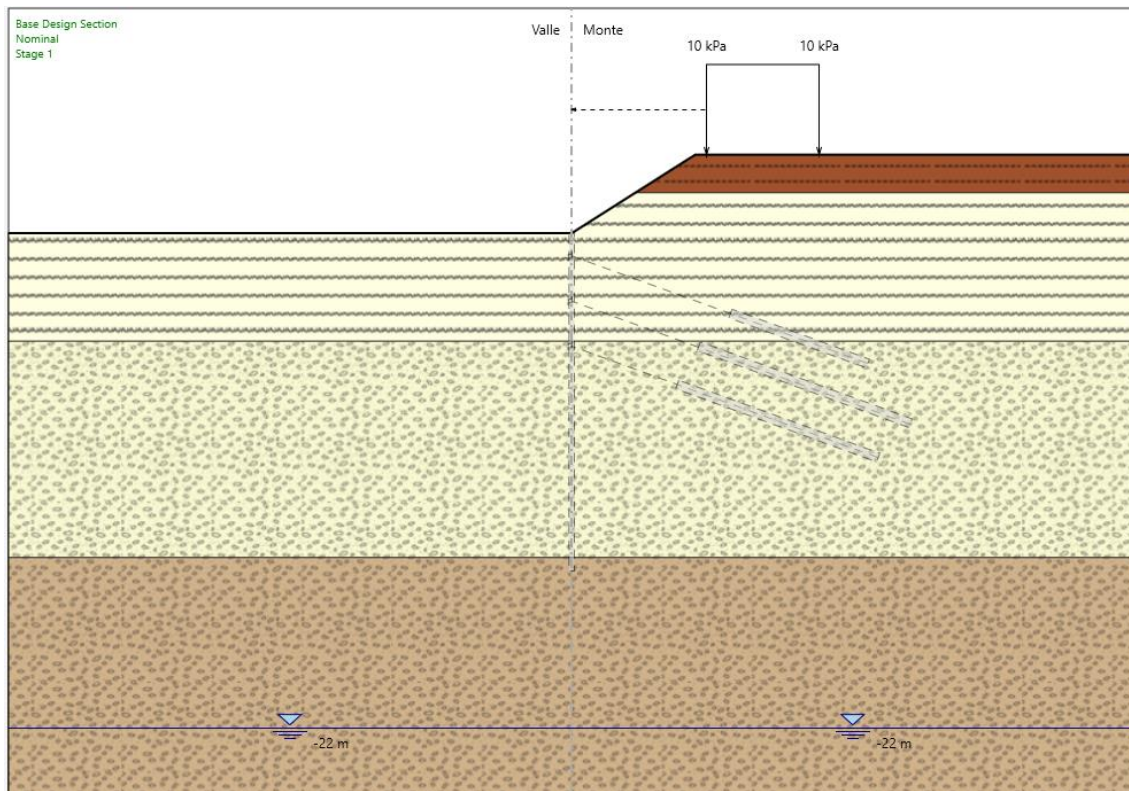 Base Design Section
Nominal
Stage 1
Valle
Monte
10 kPa
10 kPa
-22 m
-22 m